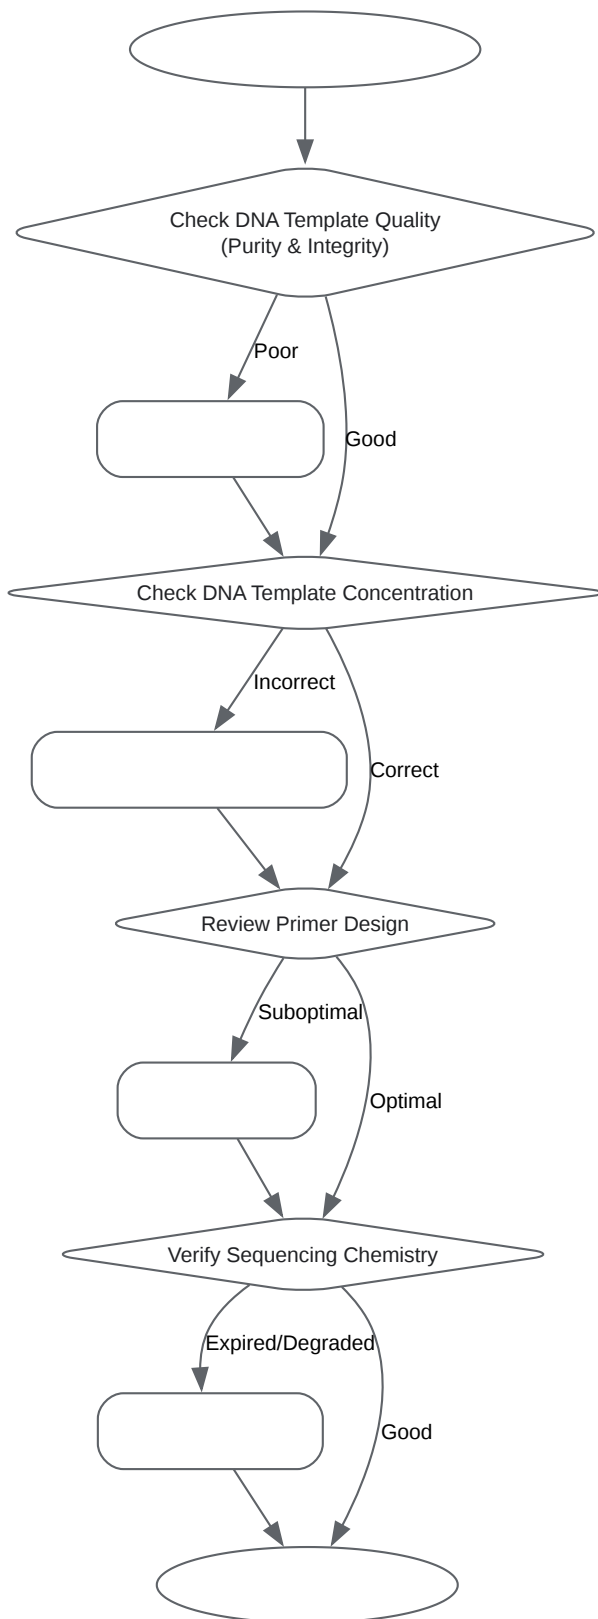 Check DNA Template Quality
(Purity & Integrity)
Poor
Good
Check DNA Template Concentration
Incorrect
Correct
Review Primer Design
Suboptimal
Optimal
Verify Sequencing Chemistry
Expired/Degraded
Good